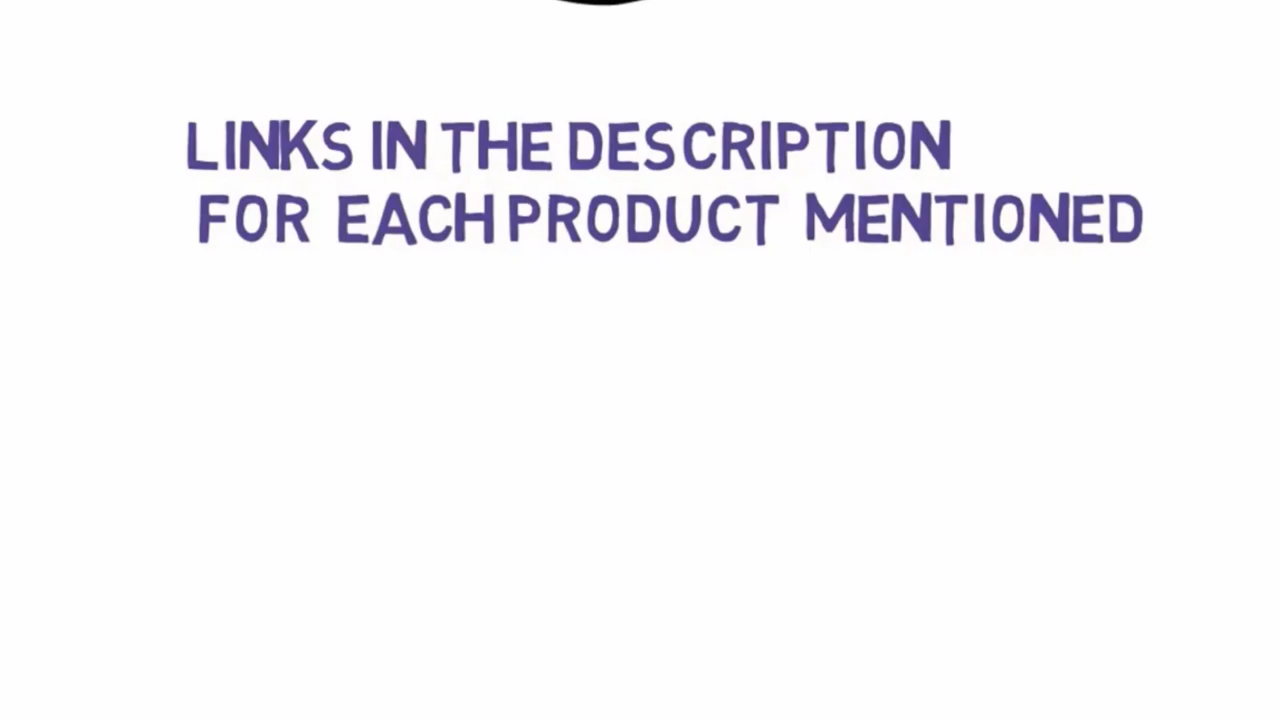 LINKS IN THE DESCRIPTION
FOR EACH PRODUCT MENTIONED